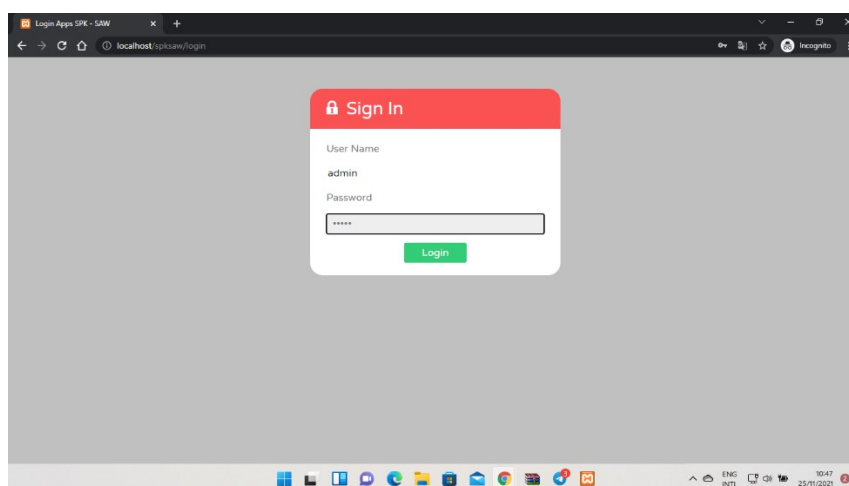 Login Apps SPK - SAW
localhost/spksaw/login
Incognito
Sign In
User Name
admin
Password
•••••
Login
ENG
INTL
10:47
25/11/2021